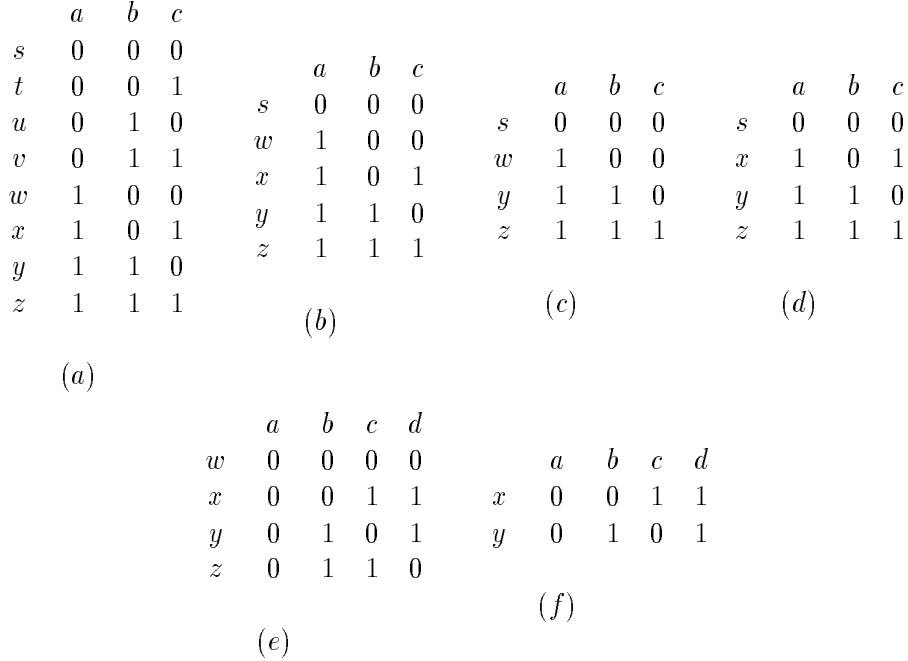 a b c
s 0 0 0
t 0 0 1
u 0 1 0
v 0 1 1
w 1 0 0
x 1 0 1
y 1 1 0
z 1 1 1
(a)
a b c
s 0 0 0
w 1 0 0
x 1 0 1
y 1 1 0
z 1 1 1
(b)
a b c
s 0 0 0
w 1 0 0
y 1 1 0
z 1 1 1
(c)
a b c
s 0 0 0
x 1 0 1
y 1 1 0
z 1 1 1
(d)
a b c d
w 0 0 0 0
x 0 0 1 1
y 0 1 0 1
z 0 1 1 0
(e)
a b c d
x 0 0 1 1
y 0 1 0 1
(f)